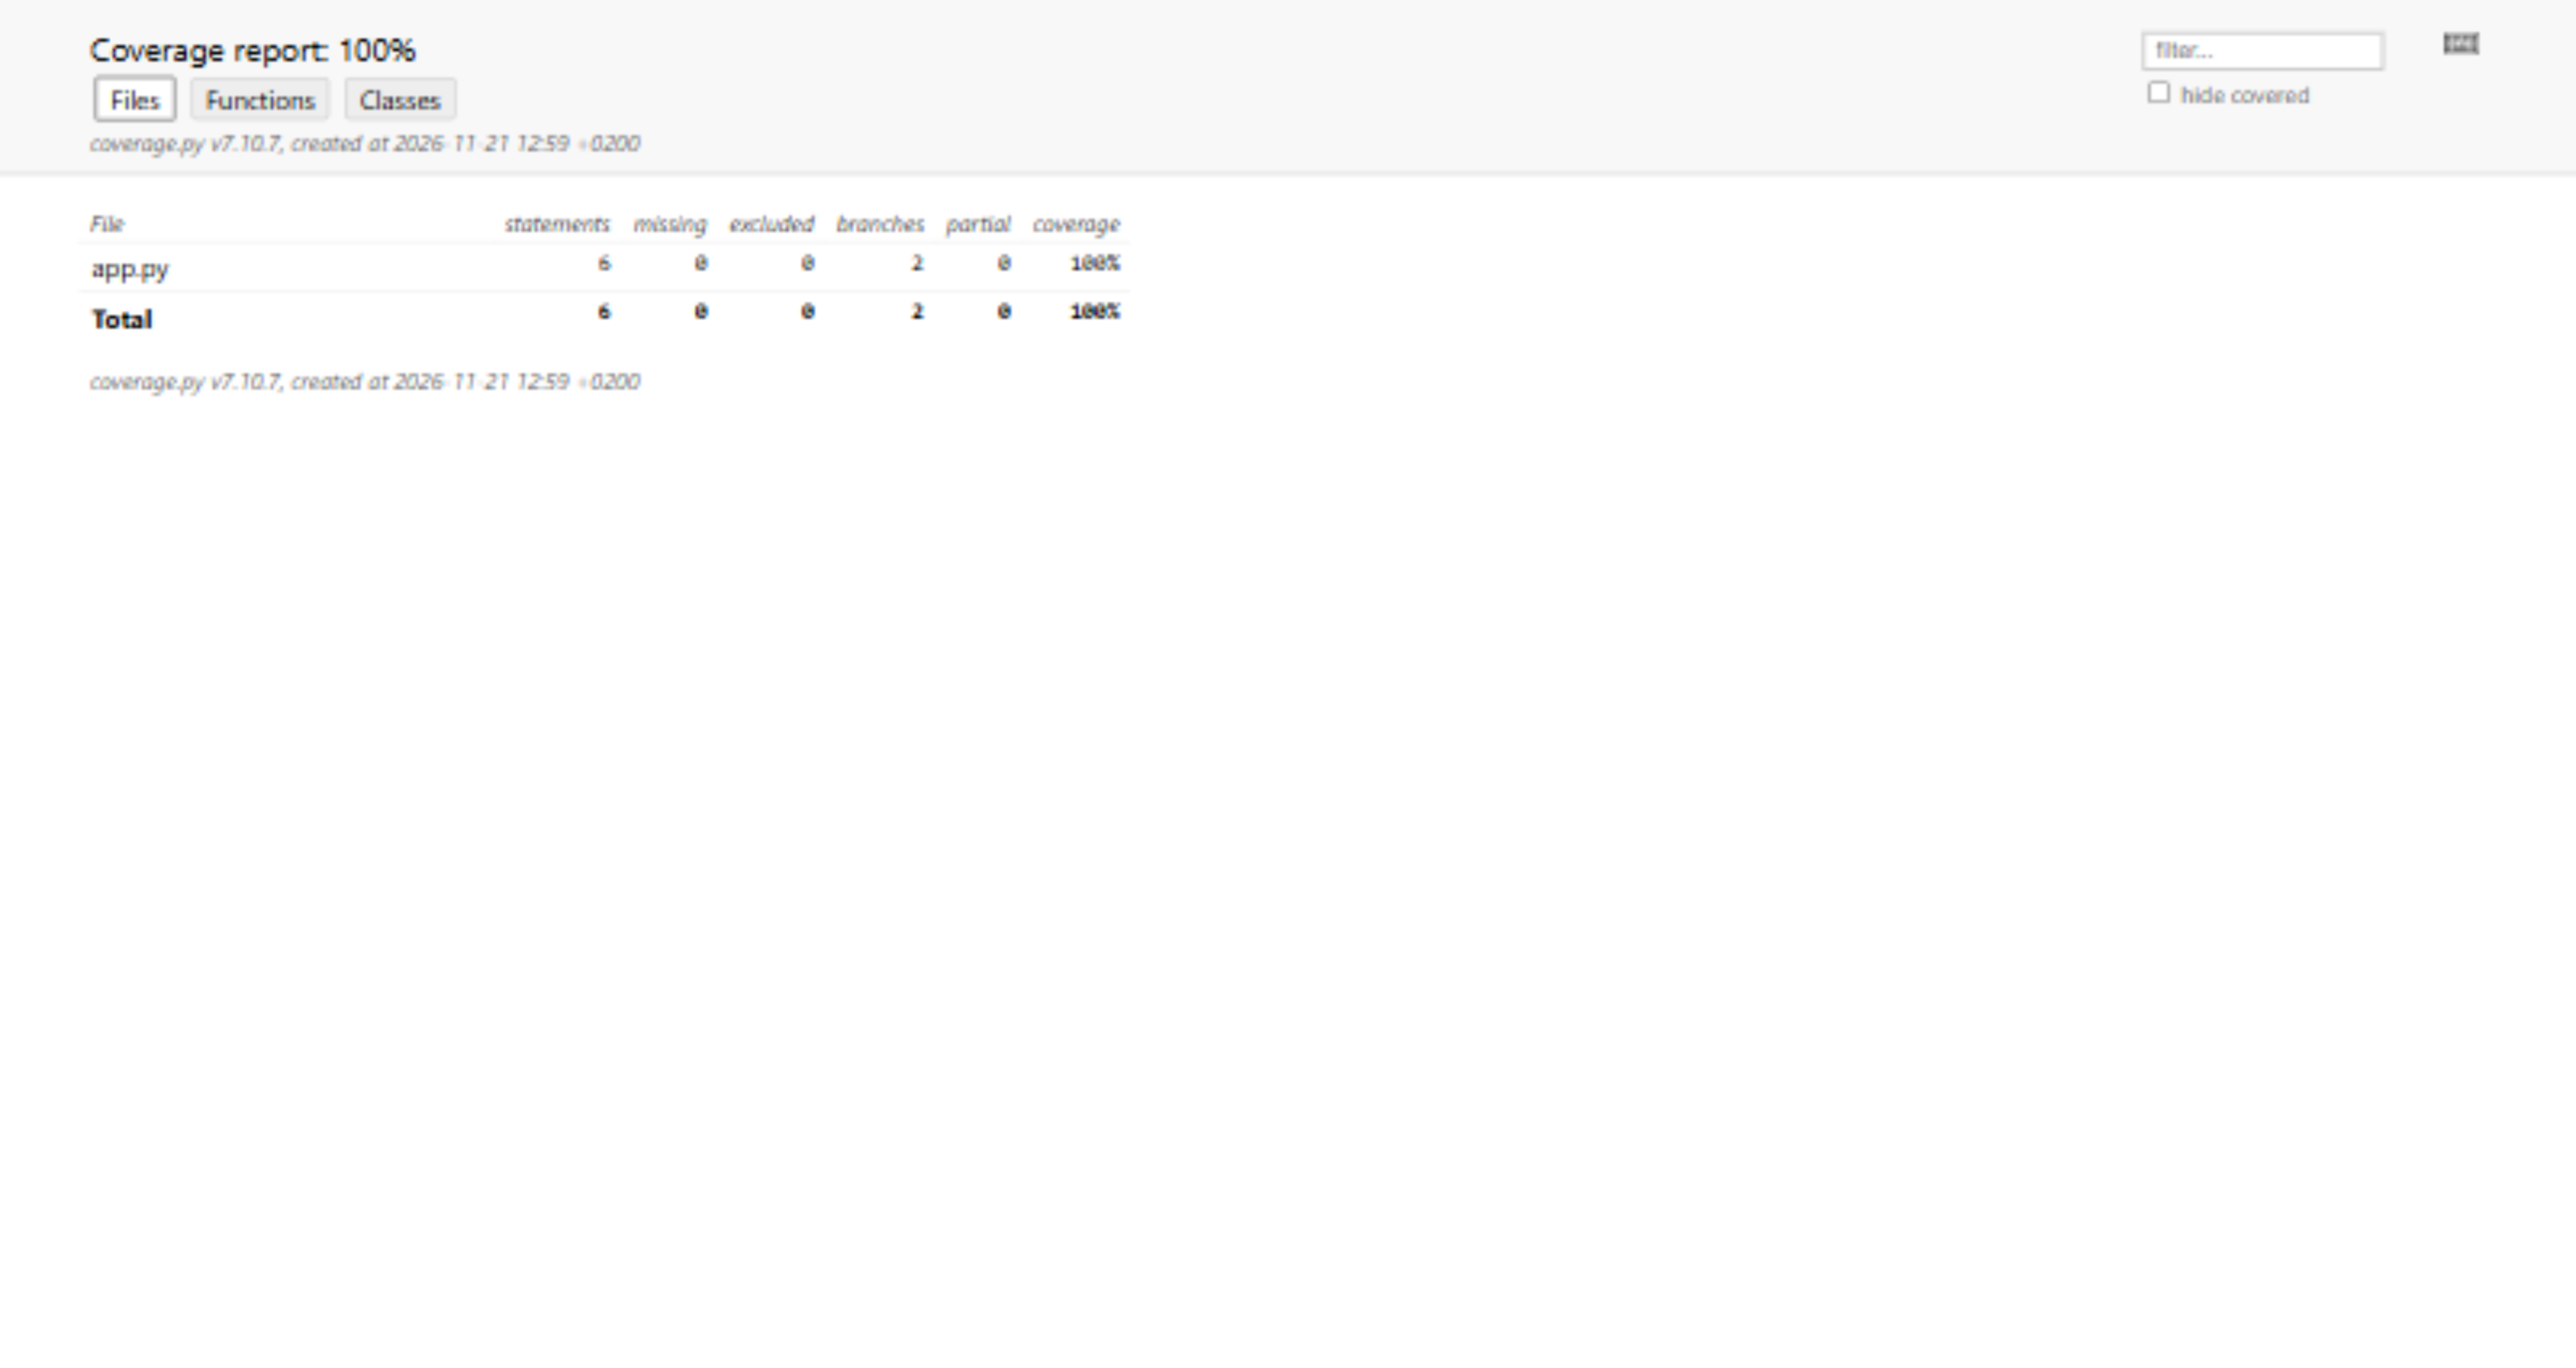 Coverage report: 100%
filter...
hide covered
Files Functions Classes
coverage.py v7.10.7, created at 2026-11-21 12:59 +0200
File statements missing excluded branches partial coverage
app.py 6 0 0 2 0 100%
Total 6 0 0 2 0 100%
coverage.py v7.10.7, created at 2026-11-21 12:59 +0200